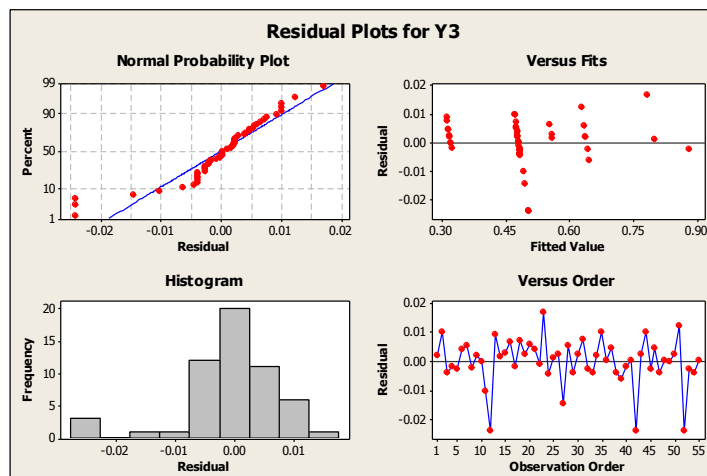 Residual Plots for Y3
Normal Probability Plot
99
90
50
10
1
Percent
-0.02 -0.01 0.00 0.01 0.02
Residual
Versus Fits
0.02
0.01
0.00
-0.01
-0.02
Residual
0.30 0.45 0.60 0.75 0.90
Fitted Value
Histogram
20
15
10
5
0
Frequency
-0.02 -0.01 0.00 0.01
Residual
Versus Order
0.02
0.01
0.00
-0.01
-0.02
Residual
1 5 10 15 20 25 30 35 40 45 50 55
Observation Order